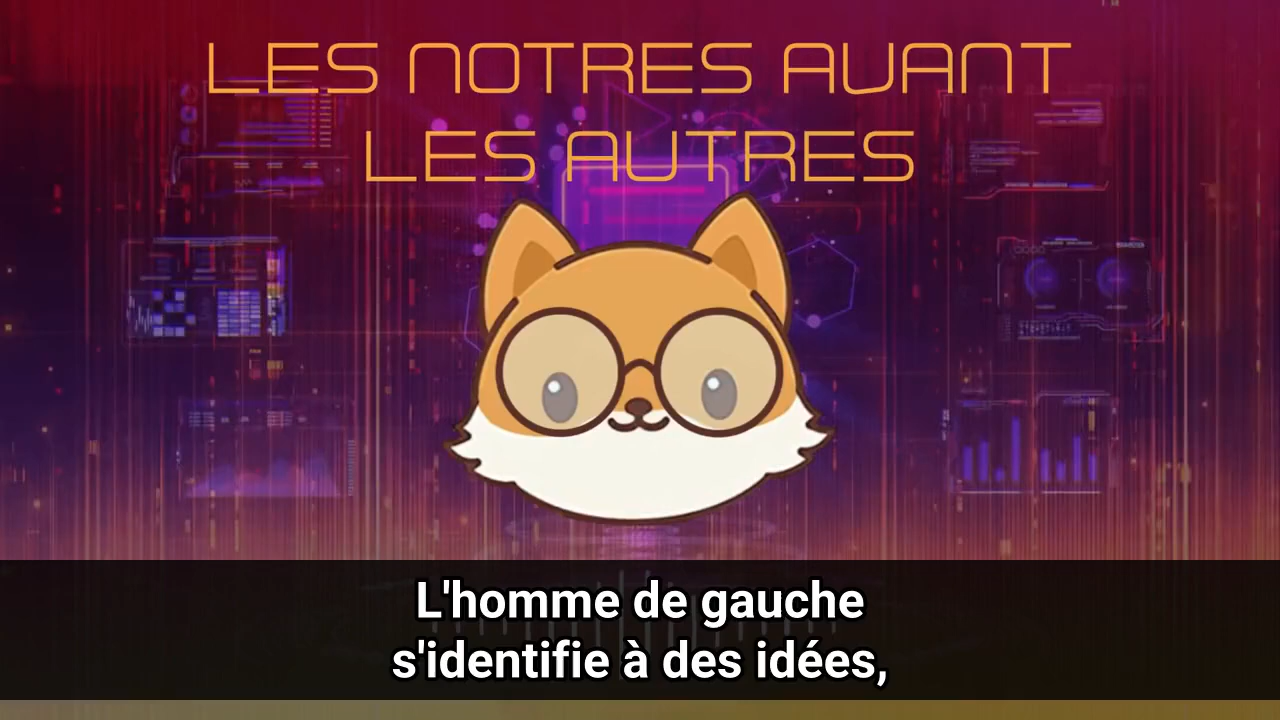 LES NOTRES AVANT
LES AUTRES
L'homme de gauche
s'identifie à des idées,